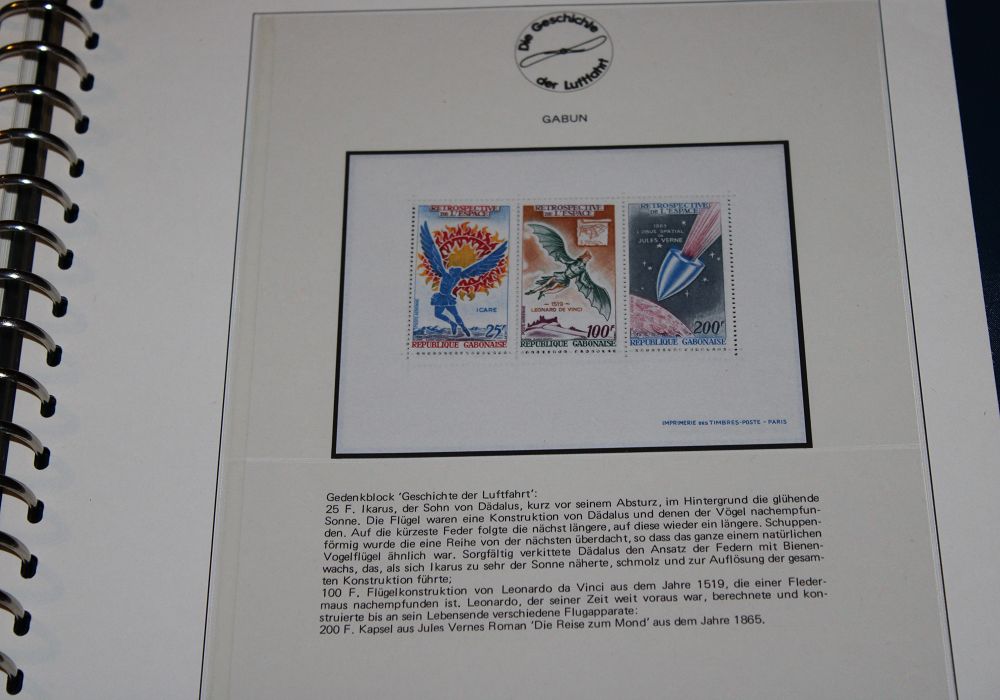 Die Geschichte
der Luftfahrt
GABUN
RETROSPECTIVE
DE L'ESPACE
ICARE
POSTE AERIENNE
25F
REPUBLIQUE GABONAISE
RETROSPECTIVE
DE L'ESPACE
1519
LEONARD DE VINCI
100F
REPUBLIQUE GABONAISE
RETROSPECTIVE
DE L'ESPACE
L'OBUS SPATIAL
DE
JULES VERNE
200F
REPUBLIQUE GABONAISE
IMPRIMERIE DES TIMBRES-POSTE - PARIS
Gedenkblock 'Geschichte der Luftfahrt':
25 F. Ikarus, der Sohn von Dädalus, kurz vor seinem Absturz, im Hintergrund die glühende
Sonne. Die Flügel waren eine Konstruktion von Dädalus und denen der Vögel nachempfun-
den. Auf die kürzeste Feder folgte die nächst längere, auf diese wieder ein längere. Schuppen-
förmig wurde die eine Reihe von der nächsten überdacht, so dass das ganze einem natürlichen
Vogelflügel ähnlich war. Sorgfältig verkittete Dädalus den Ansatz der Federn mit Bienen-
wachs, das, als sich Ikarus zu sehr der Sonne näherte, schmolz und zur Auflösung der gesam-
ten Konstruktion führte;
100 F. Flügelkonstruktion von Leonardo da Vinci aus dem Jahre 1519, die einer Fleder-
maus nachempfunden ist. Leonardo, der seiner Zeit weit voraus war, berechnete und kon-
struierte bis an sein Lebensende verschiedene Flugapparate:
200 F. Kapsel aus Jules Vernes Roman 'Die Reise zum Mond' aus dem Jahre 1865.